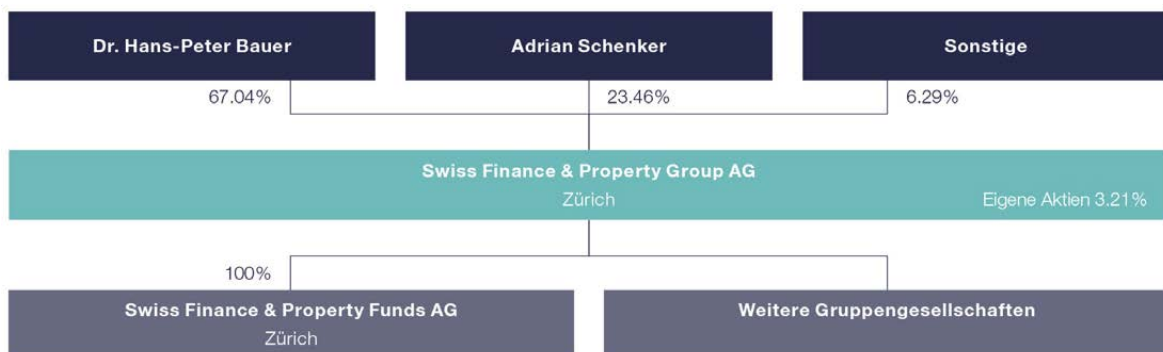 Dr. Hans-Peter Bauer
Adrian Schenker
Sonstige
67.04%
23.46%
6.29%
Swiss Finance & Property Group AG
Zürich
Eigene Aktien 3.21%
100%
Swiss Finance & Property Funds AG
Zürich
Weitere Gruppengesellschaften